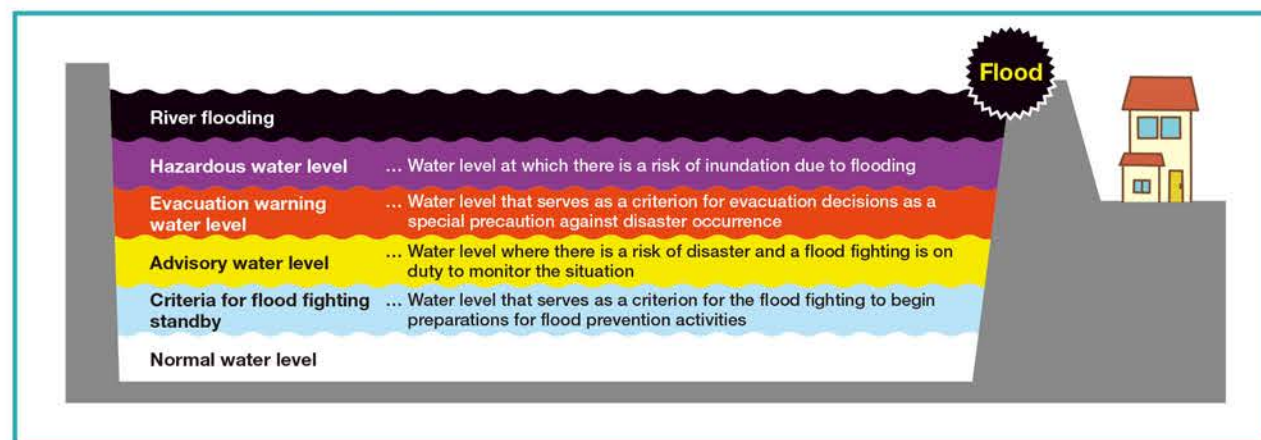 Flood
River flooding
Hazardous water level ... Water level at which there is a risk of inundation due to flooding
Evacuation warning ... Water level that serves as a criterion for evacuation decisions as a
water level special precaution against disaster occurrence
Advisory water level ... Water level where there is a risk of disaster and a flood fighting is on
duty to monitor the situation
Criteria for flood fighting ... Water level that serves as a criterion for the flood fighting to begin
standby preparations for flood prevention activities
Normal water level